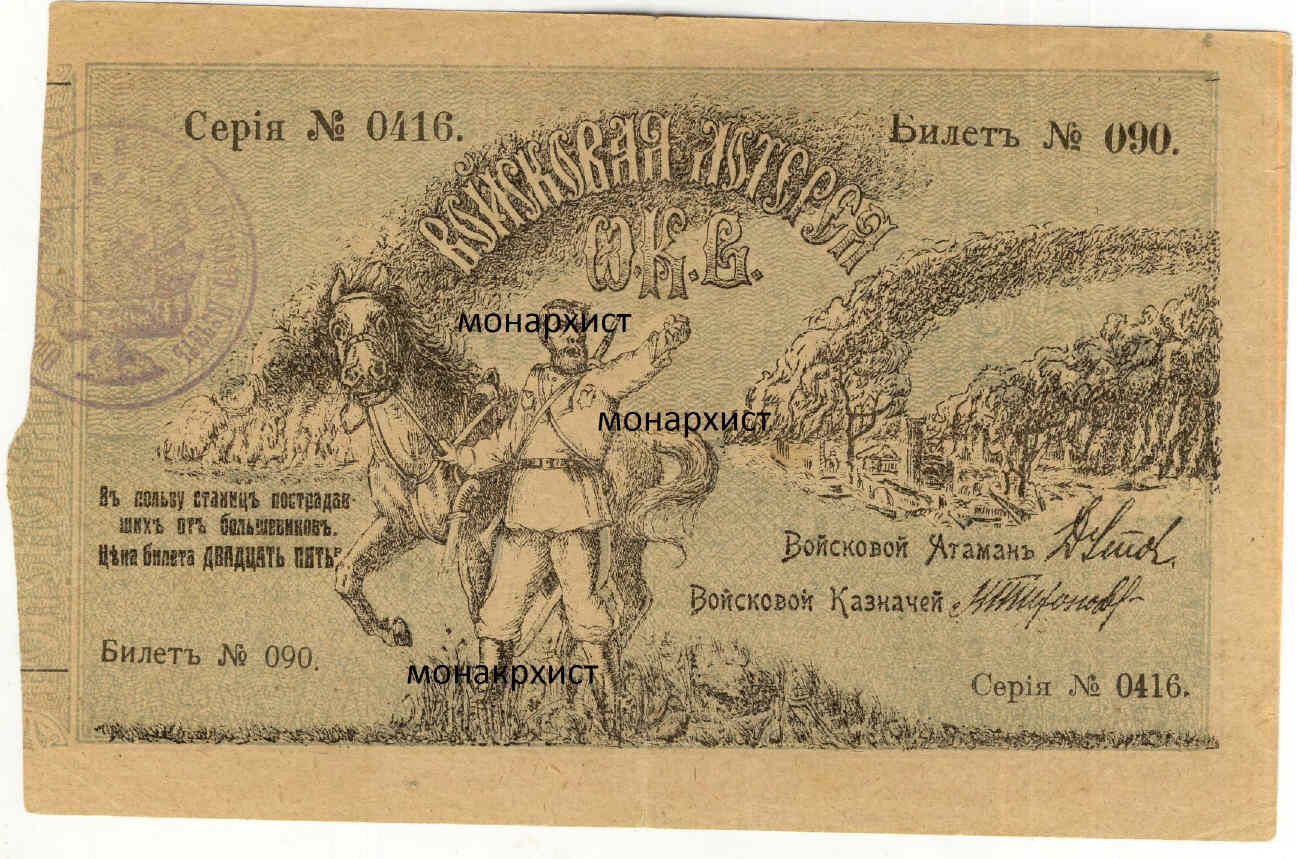 Серія № 0416.
Билетъ № 090.
ВОЙСКОВАЯ ЛОТЕРЕЯ
Ѡ.К.В.
монархист
монархист
Въ пользу станицъ пострадав-
шихъ отъ большевиковъ.
Цѣна билета ДВАДЦАТЬ ПЯТЬ р.
Войсковой Атаманъ
Войсковой Казначей
Билетъ № 090.
монакрхист
Серія № 0416.